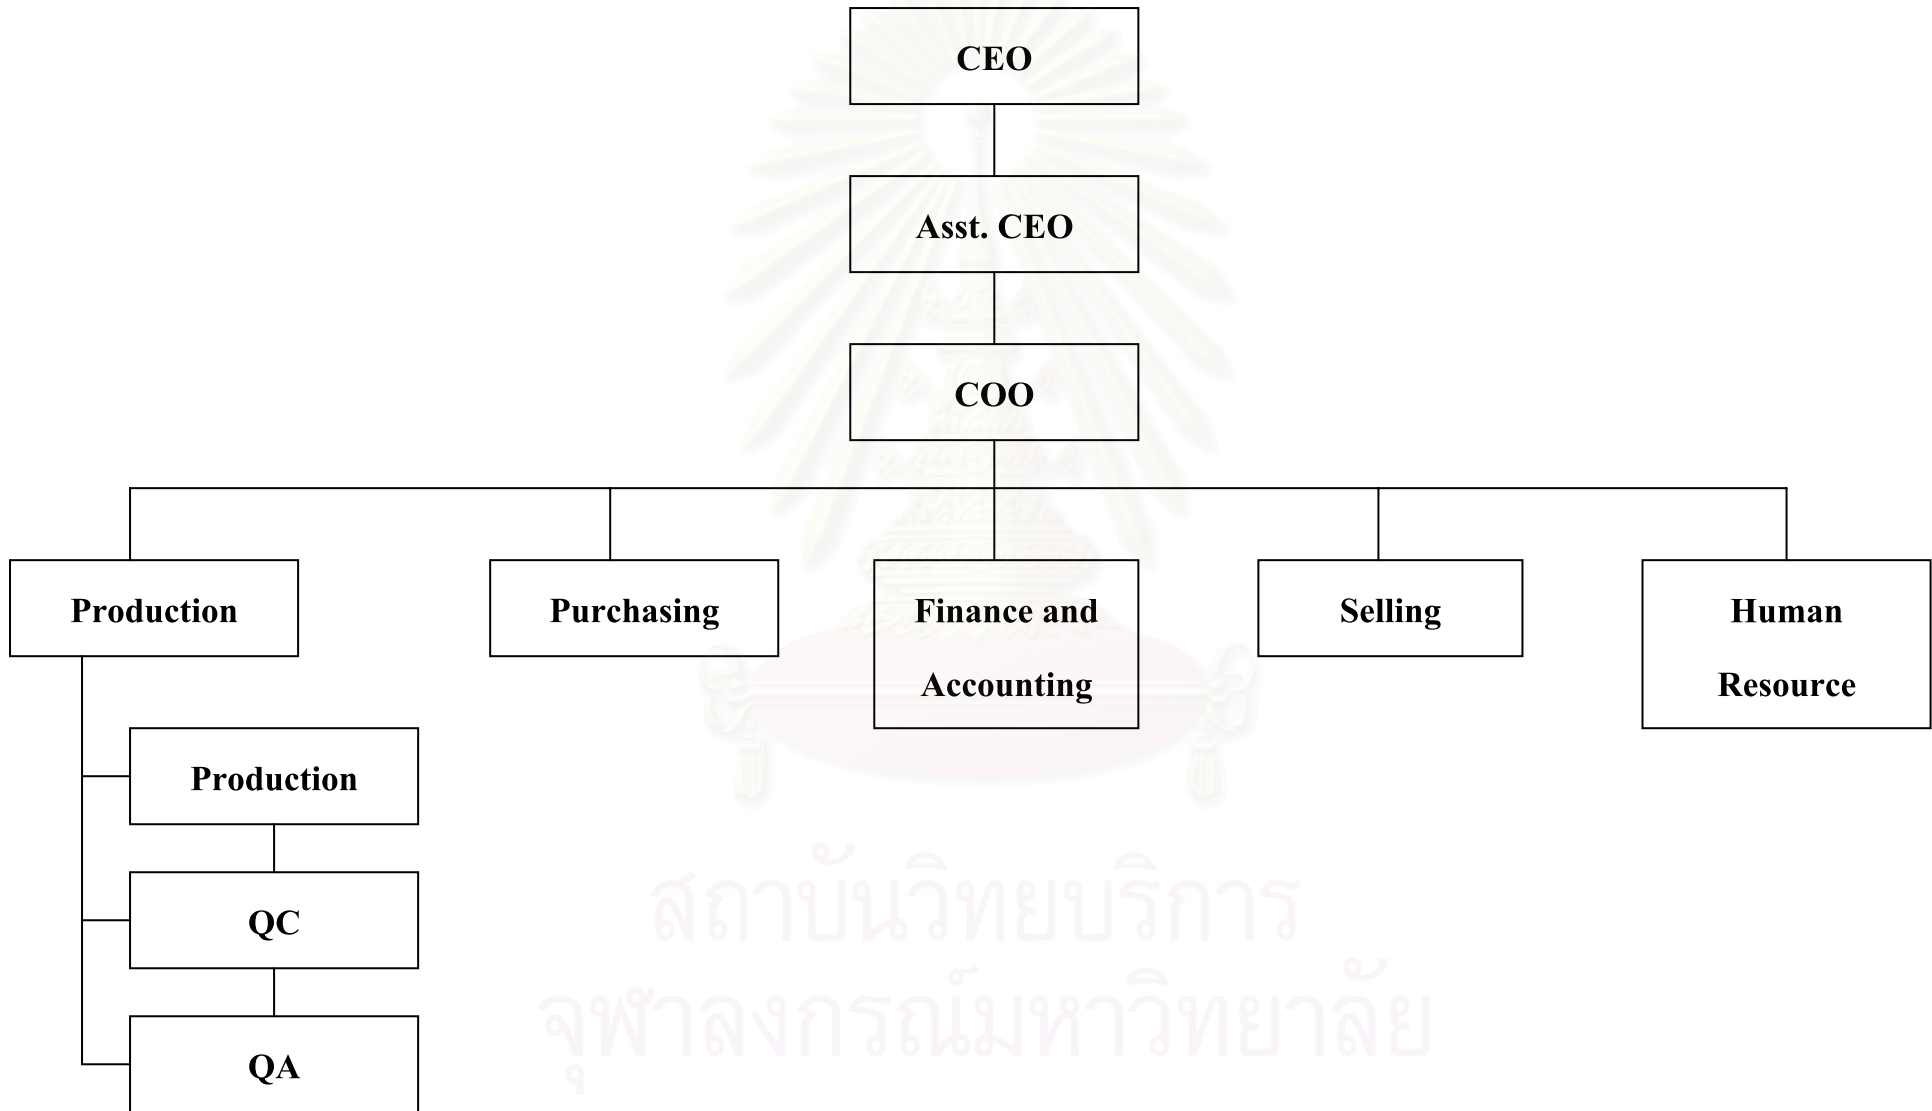 CEO
Asst. CEO
COO
Production
Purchasing
Finance and
Accounting
Selling
Human
Resource
Production
QC
QA
สถาบันวิทยบริการ
จุฬาลงกรณ์มหาวิทยาลัย